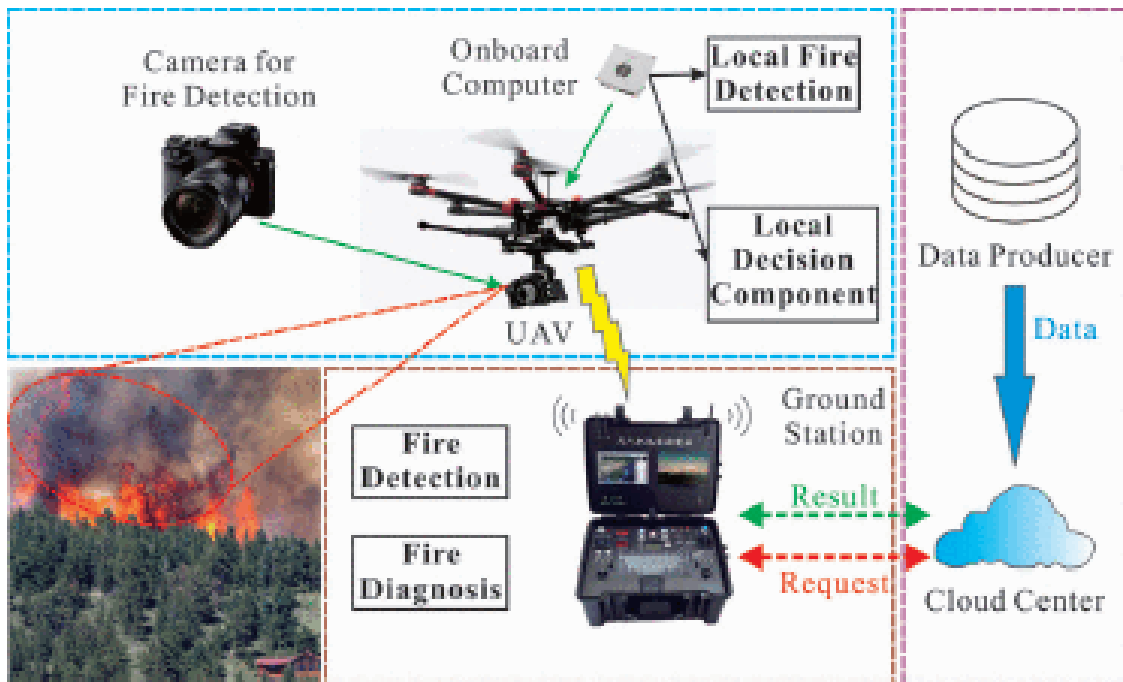 Camera for
Fire Detection
Onboard
Computer
Local Fire
Detection
Local
Decision
Component
UAV
Data Producer
Data
Ground
Station
Fire
Detection
Fire
Diagnosis
Result
Request
Cloud Center